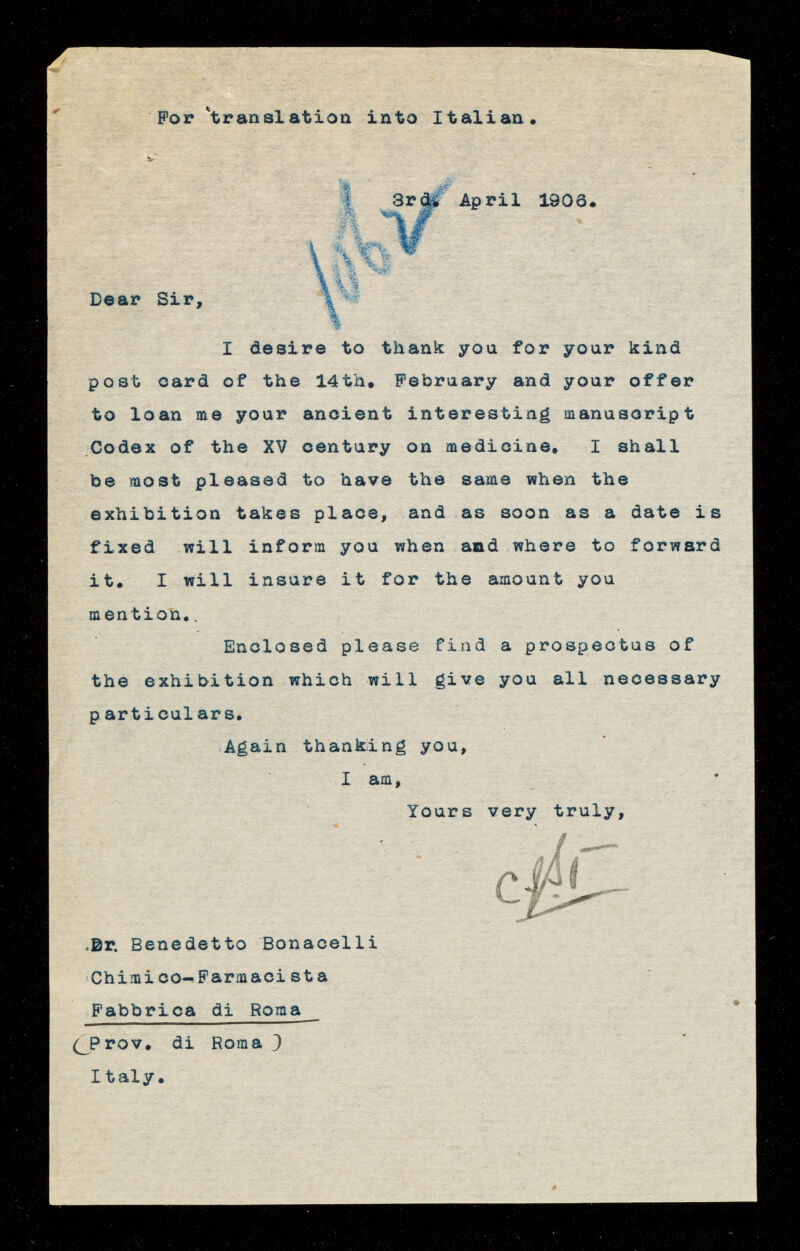 For translation into Italian.
3rd. April 1906.
Dear Sir,
I desire to thank you for your kind
post card of the 14th. February and your offer
to loan me your ancient interesting manuscript
Codex of the XV century on medicine. I shall
be most pleased to have the same when the
exhibition takes place, and as soon as a date is
fixed will inform you when and where to forward
it. I will insure it for the amount you
mention.
Enclosed please find a prospectus of
the exhibition which will give you all necessary
particulars.
Again thanking you,
I am,
Yours very truly,
Dr. Benedetto Bonacelli
Chimico-Farmacista
Fabbrica di Roma
(Prov. di Roma)
Italy.